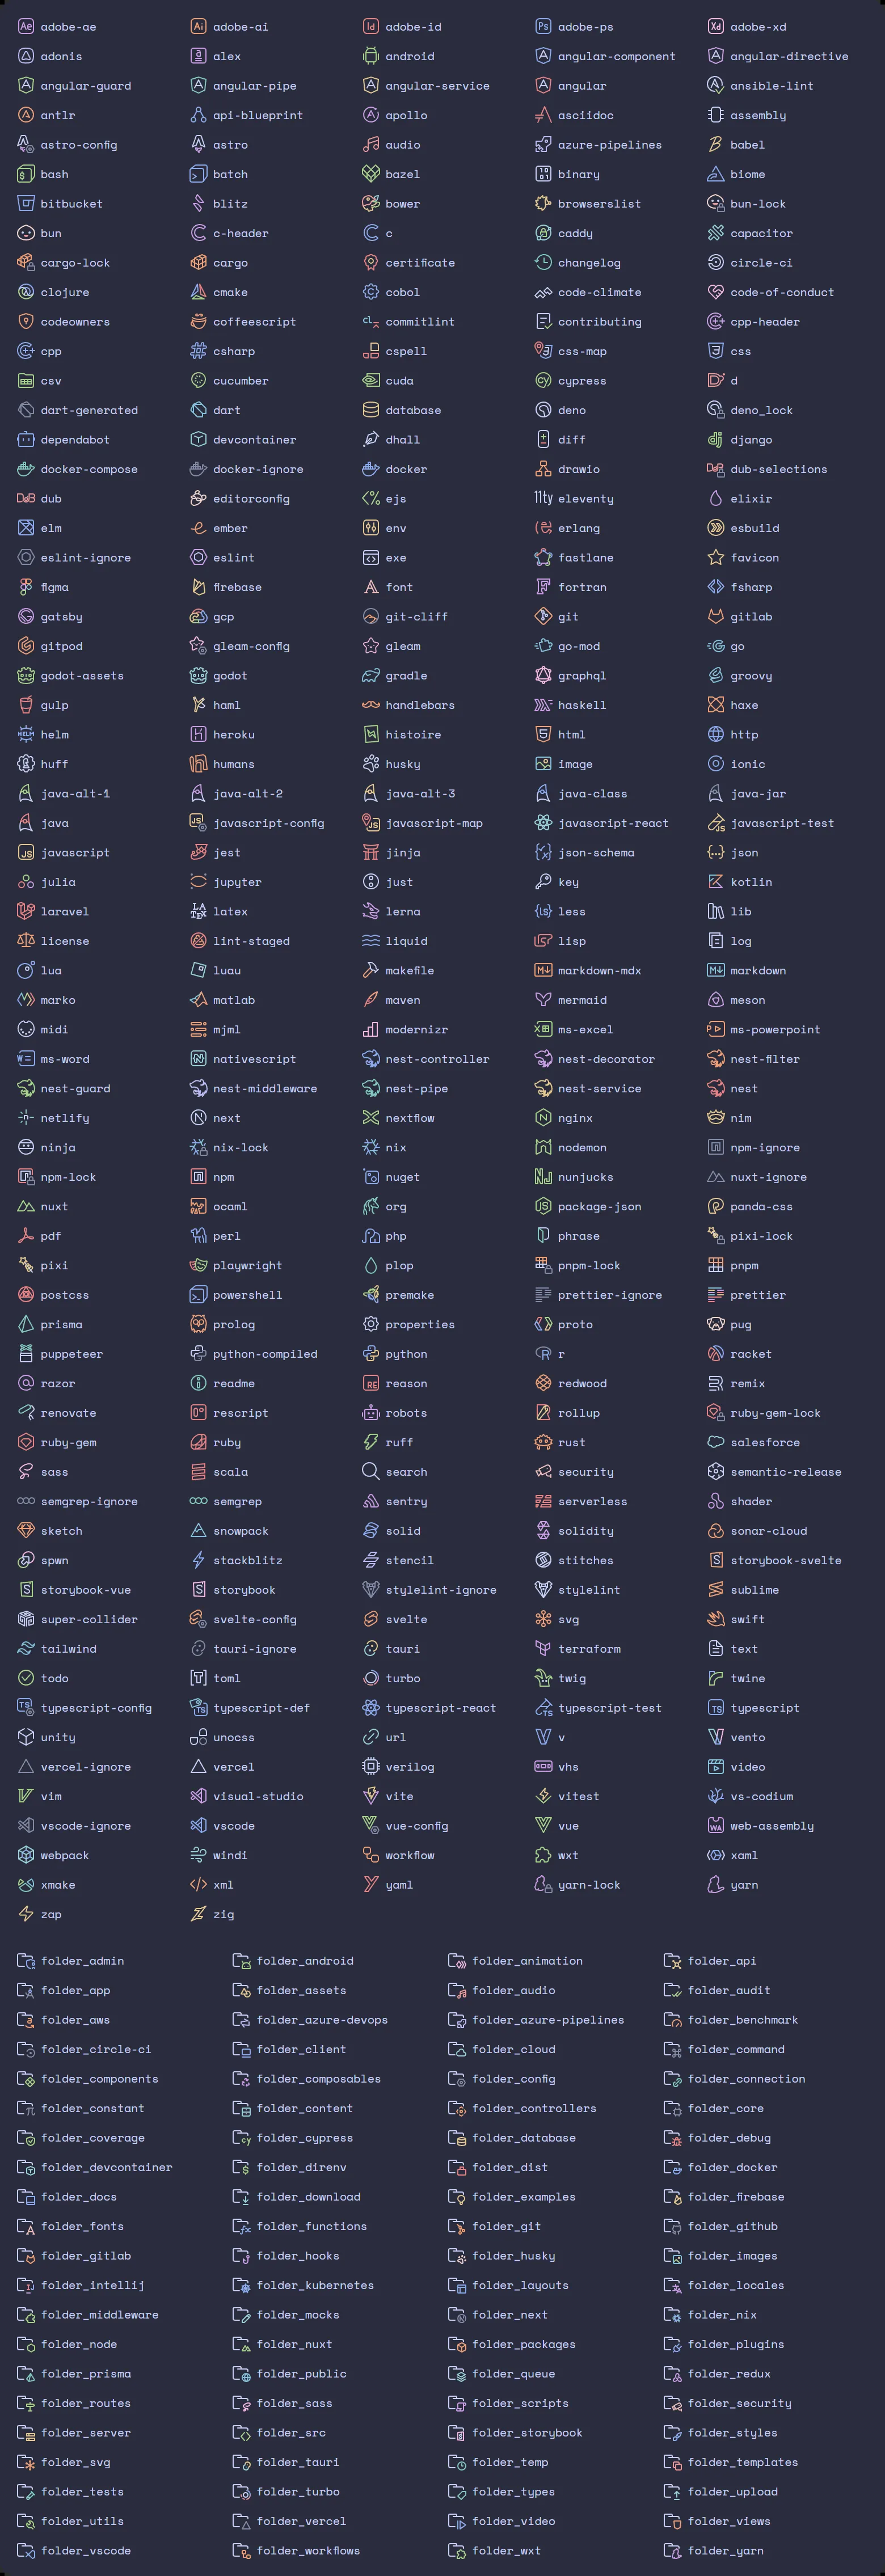 adobe-ae adobe-ai adobe-id adobe-ps adobe-xd
adonis alex android angular-component angular-directive
angular-guard angular-pipe angular-service angular ansible-lint
antlr api-blueprint apollo asciidoc assembly
astro-config astro audio azure-pipelines babel
bash batch bazel binary biome
bitbucket blitz bower browserslist bun-lock
bun c-header c caddy capacitor
cargo-lock cargo certificate changelog circle-ci
clojure cmake cobol code-climate code-of-conduct
codeowners coffeescript commitlint contributing cpp-header
cpp csharp cspell css-map css
csv cucumber cuda cypress d
dart-generated dart database deno deno_lock
dependabot devcontainer dhall diff django
docker-compose docker-ignore docker drawio dub-selections
dub editorconfig ejs eleventy elixir
elm ember env erlang esbuild
eslint-ignore eslint exe fastlane favicon
figma firebase font fortran fsharp
gatsby gcp git-cliff git gitlab
gitpod gleam-config gleam go-mod go
godot-assets godot gradle graphql groovy
gulp haml handlebars haskell haxe
helm heroku histoire html http
huff humans husky image ionic
java-alt-1 java-alt-2 java-alt-3 java-class java-jar
java javascript-config javascript-map javascript-react javascript-test
javascript jest jinja json-schema json
julia jupyter just key kotlin
laravel latex lerna less lib
license lint-staged liquid lisp log
lua luau makefile markdown-mdx markdown
marko matlab maven mermaid meson
midi mjml modernizr ms-excel ms-powerpoint
ms-word nativescript nest-controller nest-decorator nest-filter
nest-guard nest-middleware nest-pipe nest-service nest
netlify next nextflow nginx nim
ninja nix-lock nix nodemon npm-ignore
npm-lock npm nuget nunjucks nuxt-ignore
nuxt ocaml org package-json panda-css
pdf perl php phrase pixi-lock
pixi playwright plop pnpm-lock pnpm
postcss powershell premake prettier-ignore prettier
prisma prolog properties proto pug
puppeteer python-compiled python r racket
razor readme reason redwood remix
renovate rescript robots rollup ruby-gem-lock
ruby-gem ruby ruff rust salesforce
sass scala search security semantic-release
semgrep-ignore semgrep sentry serverless shader
sketch snowpack solid solidity sonar-cloud
spwn stackblitz stencil stitches storybook-svelte
storybook-vue storybook stylelint-ignore stylelint sublime
super-collider svelte-config svelte svg swift
tailwind tauri-ignore tauri terraform text
todo toml turbo twig twine
typescript-config typescript-def typescript-react typescript-test typescript
unity unocss url v vento
vercel-ignore vercel verilog vhs video
vim visual-studio vite vitest vs-codium
vscode-ignore vscode vue-config vue web-assembly
webpack windi workflow wxt xaml
xmake xml yaml yarn-lock yarn
zap zig
folder_admin folder_android folder_animation folder_api
folder_app folder_assets folder_audio folder_audit
folder_aws folder_azure-devops folder_azure-pipelines folder_benchmark
folder_circle-ci folder_client folder_cloud folder_command
folder_components folder_composables folder_config folder_connection
folder_constant folder_content folder_controllers folder_core
folder_coverage folder_cypress folder_database folder_debug
folder_devcontainer folder_direnv folder_dist folder_docker
folder_docs folder_download folder_examples folder_firebase
folder_fonts folder_functions folder_git folder_github
folder_gitlab folder_hooks folder_husky folder_images
folder_intellij folder_kubernetes folder_layouts folder_locales
folder_middleware folder_mocks folder_next folder_nix
folder_node folder_nuxt folder_packages folder_plugins
folder_prisma folder_public folder_queue folder_redux
folder_routes folder_sass folder_scripts folder_security
folder_server folder_src folder_storybook folder_styles
folder_svg folder_tauri folder_temp folder_templates
folder_tests folder_turbo folder_types folder_upload
folder_utils folder_vercel folder_video folder_views
folder_vscode folder_workflows folder_wxt folder_yarn